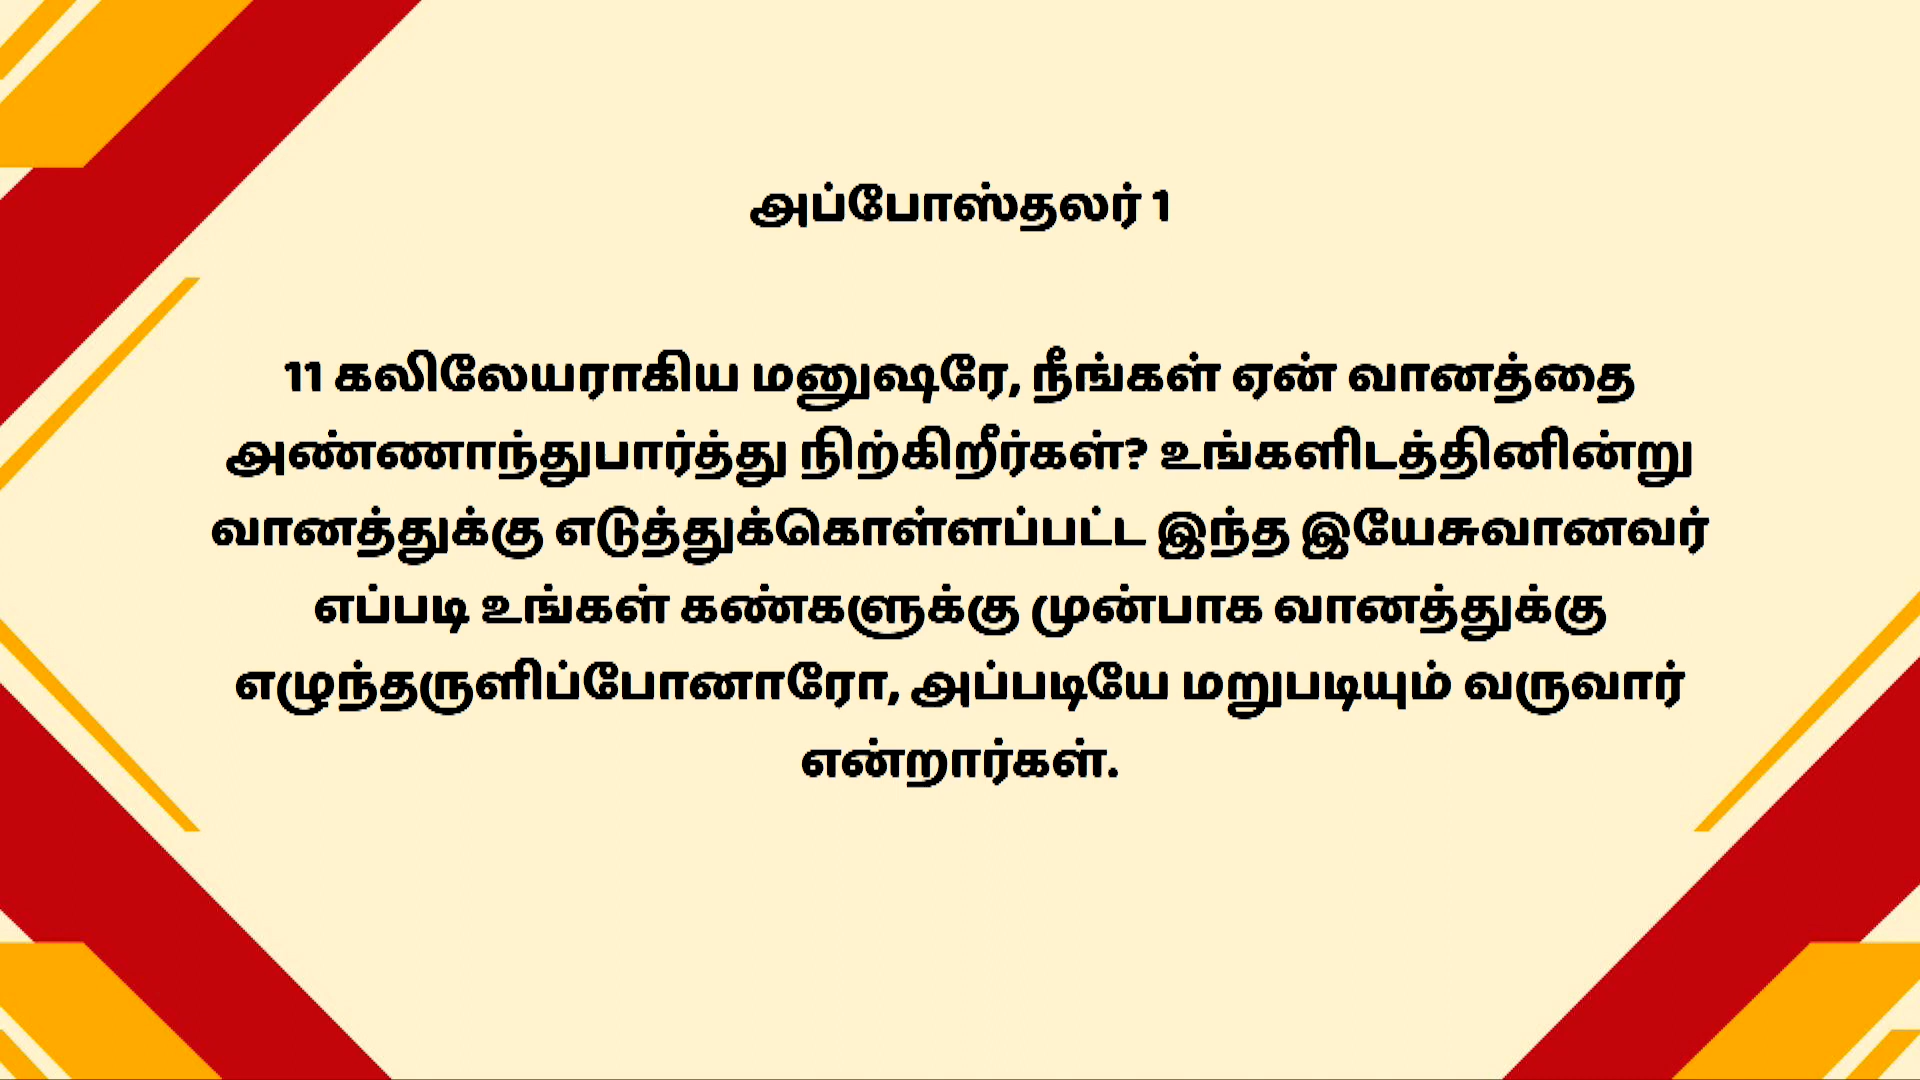 அப்போஸ்தலர் 1
11 கலிலேயராகிய மனுஷரே, நீங்கள் ஏன் வானத்தை
அண்ணாந்துபார்த்து நிற்கிறீர்கள்? உங்களிடத்தினின்று
வானத்துக்கு எடுத்துக்கொள்ளப்பட்ட இந்த இயேசுவானவர்
எப்படி உங்கள் கண்களுக்கு முன்பாக வானத்துக்கு
எழுந்தருளிப்போனாரோ, அப்படியே மறுபடியும் வருவார்
என்றார்கள்.